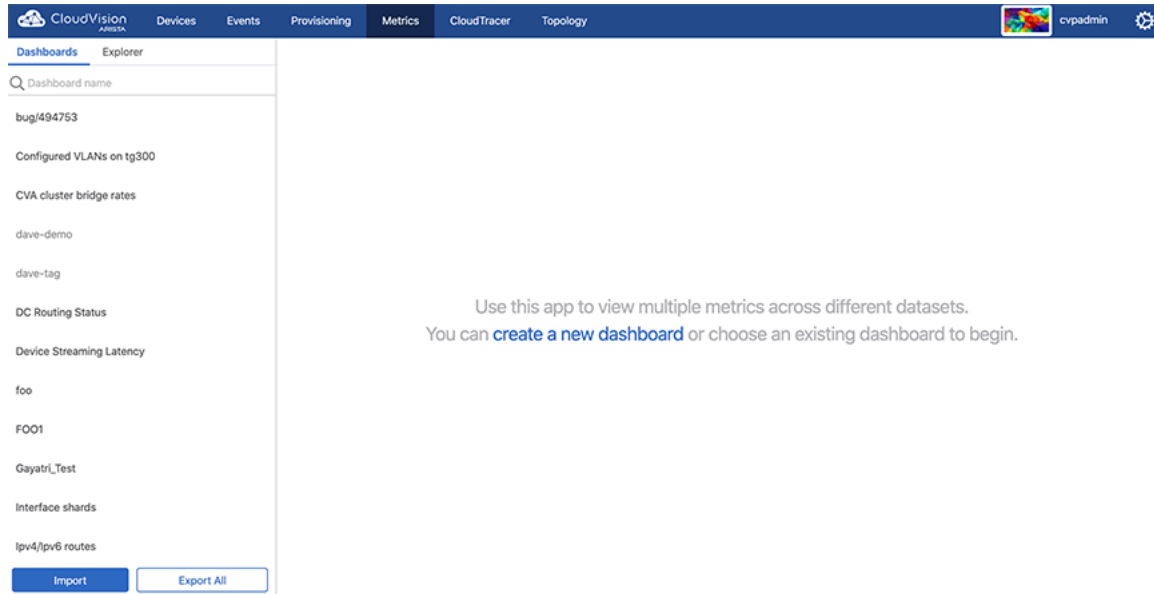 CloudVision
ARISTA
Devices
Events
Provisioning
Metrics
CloudTracer
Topology
cvpadmin
Dashboards
Explorer
Dashboard name
bug/494753
Configured VLANs on tg300
CVA cluster bridge rates
dave-demo
dave-tag
DC Routing Status
Device Streaming Latency
foo
FOO1
Gayatri_Test
Interface shards
Ipv4/Ipv6 routes
Import
Export All
Use this app to view multiple metrics across different datasets.
You can create a new dashboard or choose an existing dashboard to begin.